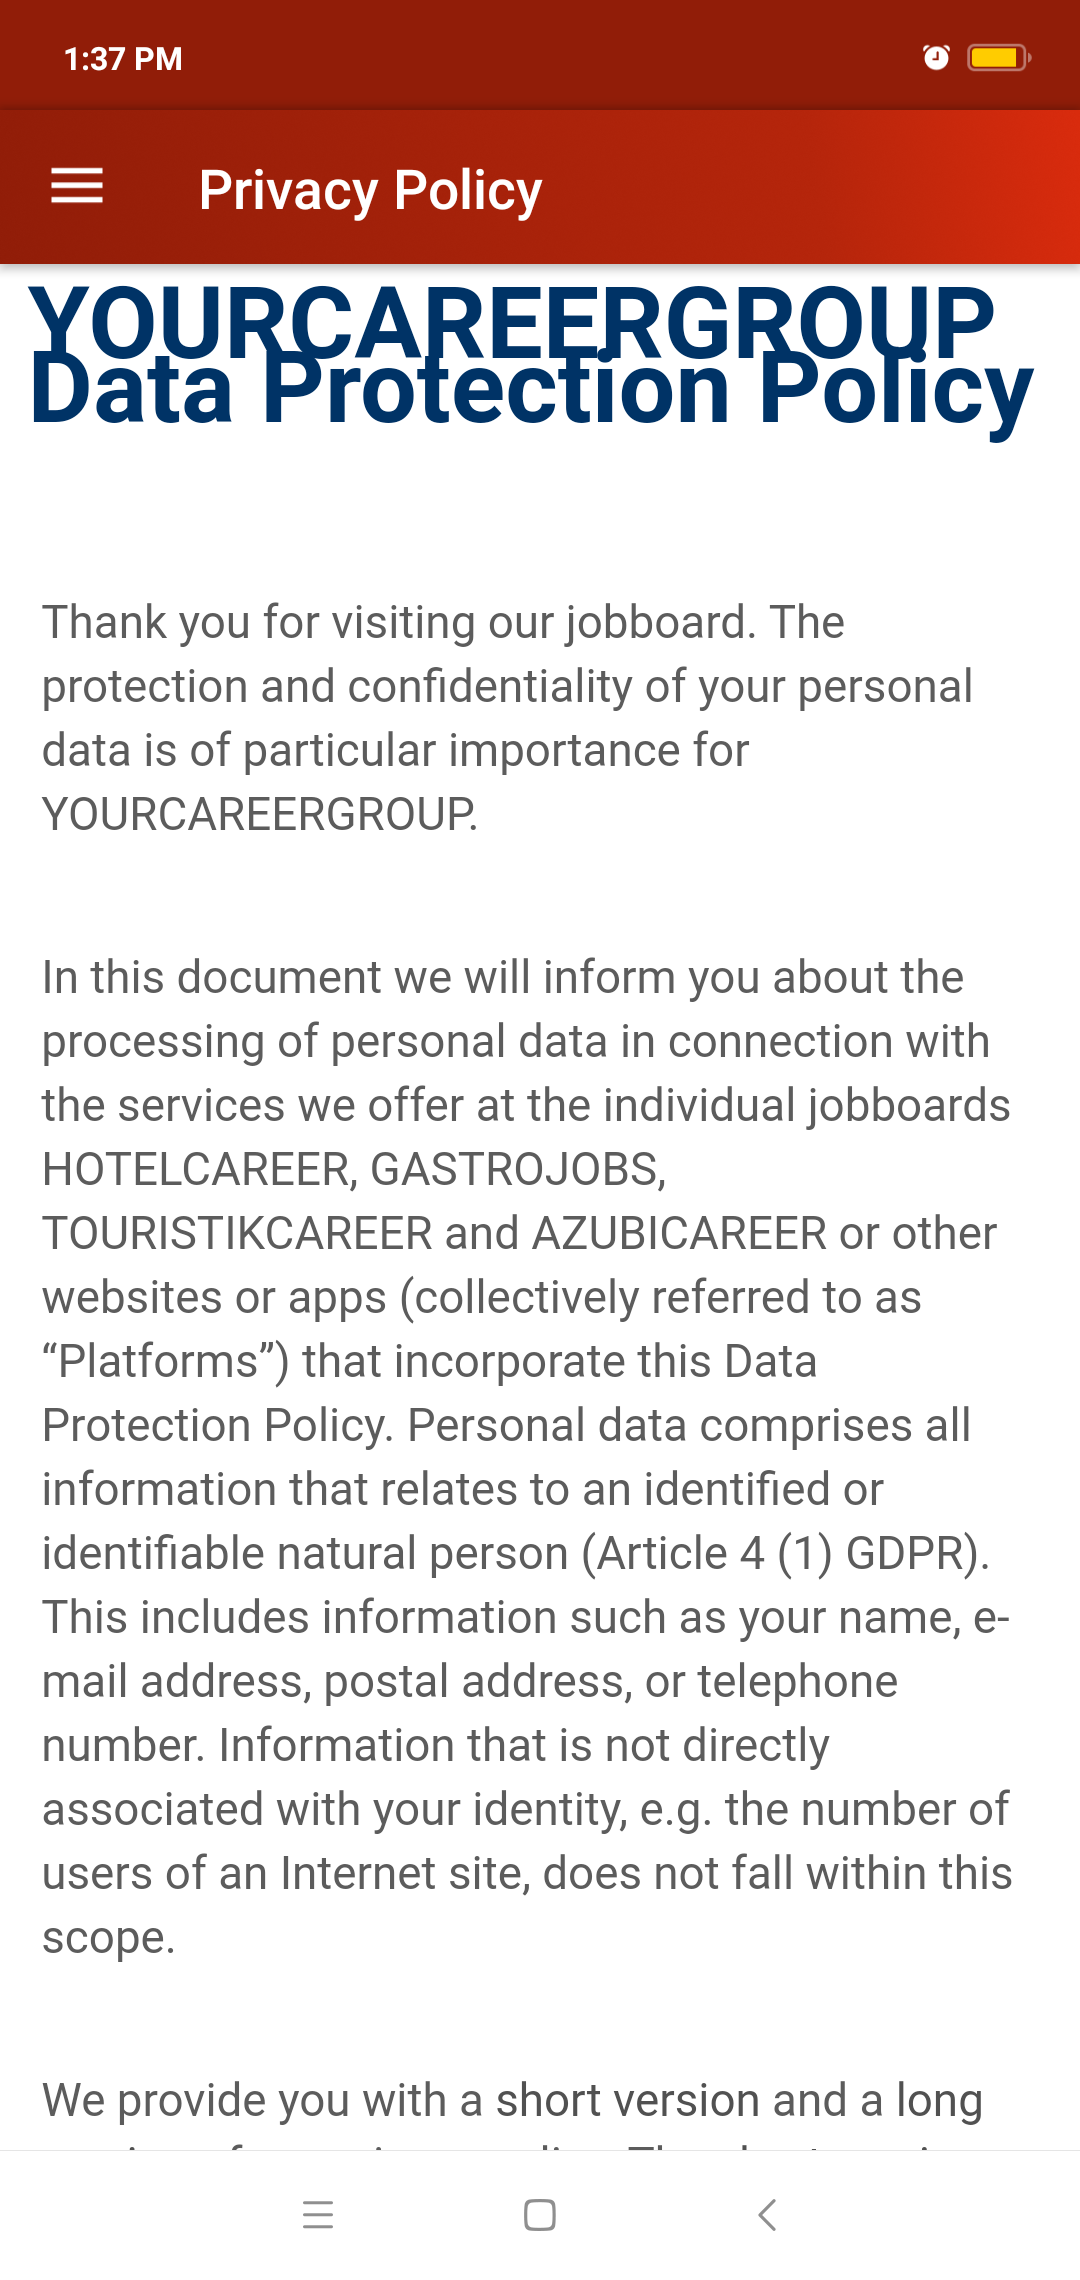 1:37 PM
Privacy Policy
YOURCAREERGROUP
Data Protection Policy
Thank you for visiting our jobboard. The
protection and confidentiality of your personal
data is of particular importance for
YOURCAREERGROUP.
In this document we will inform you about the
processing of personal data in connection with
the services we offer at the individual jobboards
HOTELCAREER, GASTROJOBS,
TOURISTIKCAREER and AZUBICAREER or other
websites or apps (collectively referred to as
“Platforms”) that incorporate this Data
Protection Policy. Personal data comprises all
information that relates to an identified or
identifiable natural person (Article 4 (1) GDPR).
This includes information such as your name, e-
mail address, postal address, or telephone
number. Information that is not directly
associated with your identity, e.g. the number of
users of an Internet site, does not fall within this
scope.
We provide you with a short version and a long